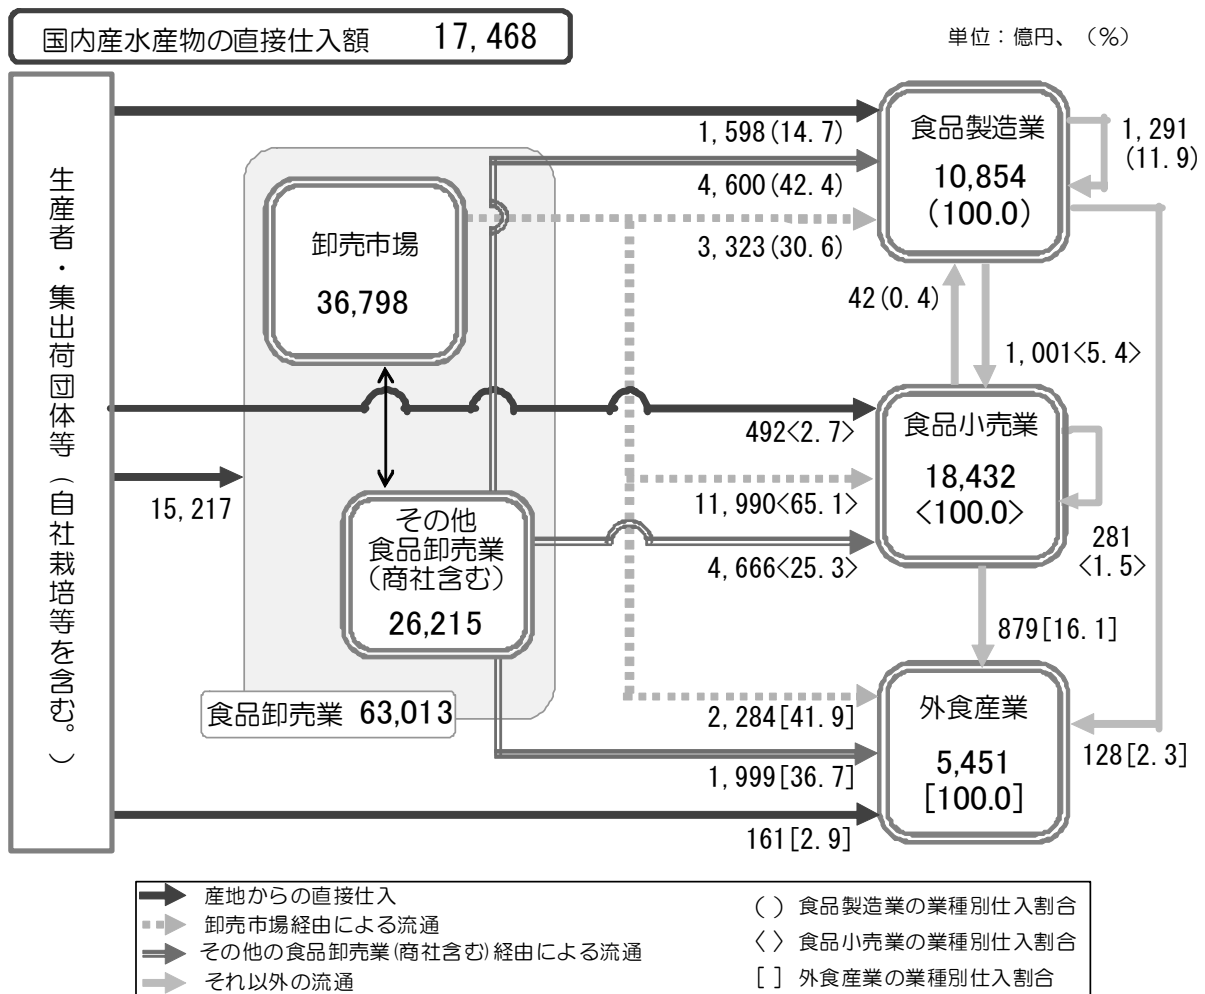 国内産水産物の直接仕入額　17,468
単位：億円、（％）
生産者・集出荷団体等（自社栽培等を含む。）
卸売市場
36,798
その他
食品卸売業
（商社含む）
26,215
食品卸売業 63,013
15,217
1,598(14.7)
4,600(42.4)
3,323(30.6)
食品製造業
10,854
(100.0)
1,291
(11.9)
42(0.4)
1,001<5.4>
492<2.7>
11,990<65.1>
4,666<25.3>
食品小売業
18,432
<100.0>
281
<1.5>
879[16.1]
2,284[41.9]
1,999[36.7]
161[2.9]
外食産業
5,451
[100.0]
128[2.3]
産地からの直接仕入
卸売市場経由による流通
その他の食品卸売業(商社含む)経由による流通
それ以外の流通
（ ）食品製造業の業種別仕入割合
〈 〉食品小売業の業種別仕入割合
[ ] 外食産業の業種別仕入割合